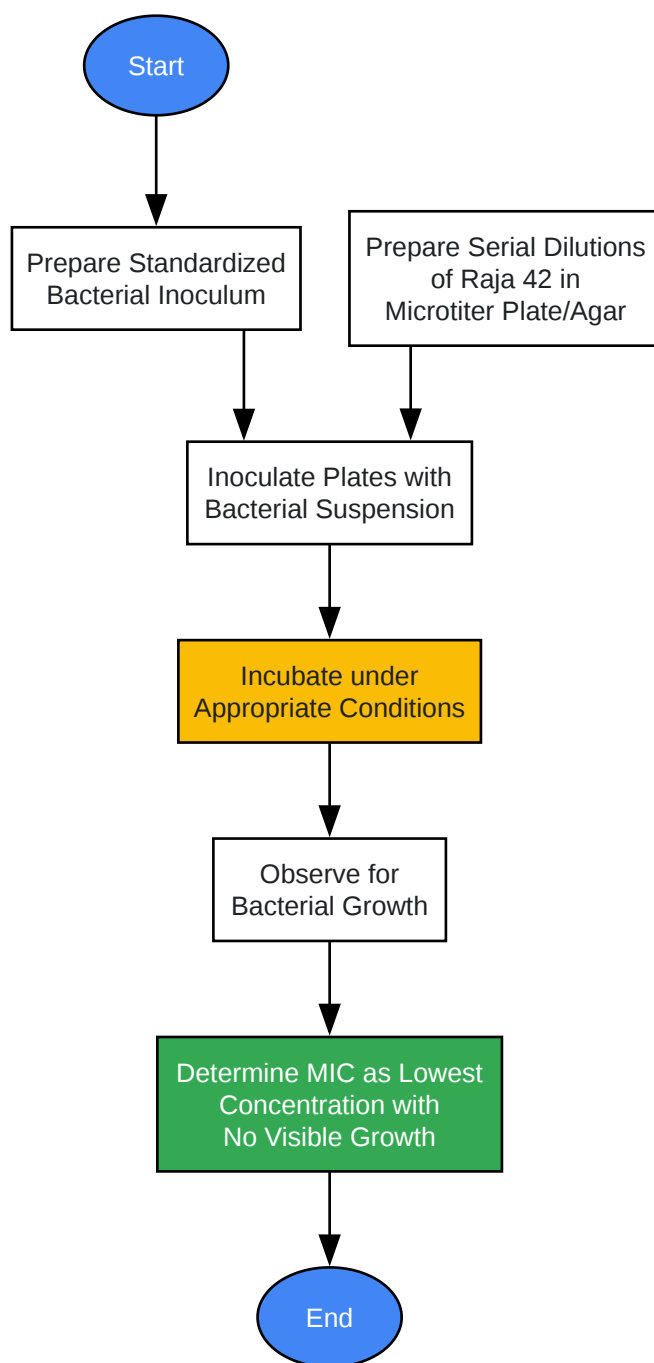 Start
Prepare Standardized
Bacterial Inoculum
Prepare Serial Dilutions
of Raja 42 in
Microtiter Plate/Agar
Inoculate Plates with
Bacterial Suspension
Incubate under
Appropriate Conditions
Observe for
Bacterial Growth
Determine MIC as Lowest
Concentration with
No Visible Growth
End